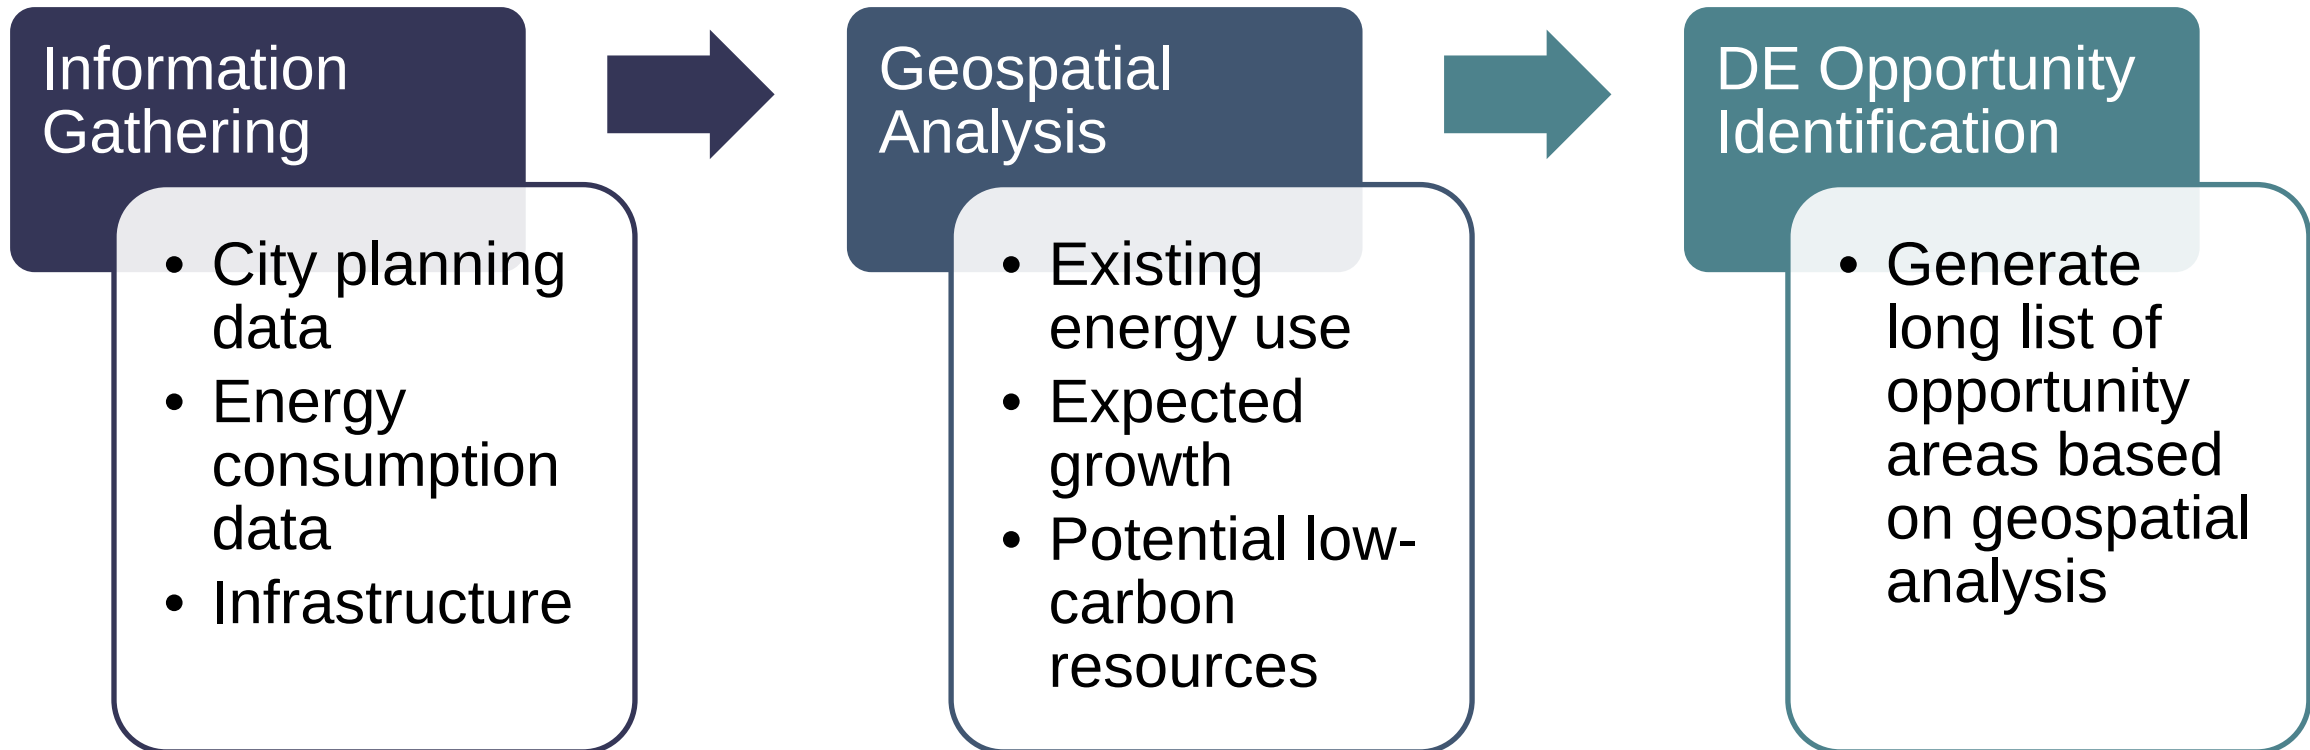 Information
Gathering
• City planning
data
• Energy
consumption
data
• Infrastructure
Geospatial
Analysis
• Existing
energy use
• Expected
growth
• Potential low-
carbon
resources
DE Opportunity
Identification
• Generate
long list of
opportunity
areas based
on geospatial
analysis